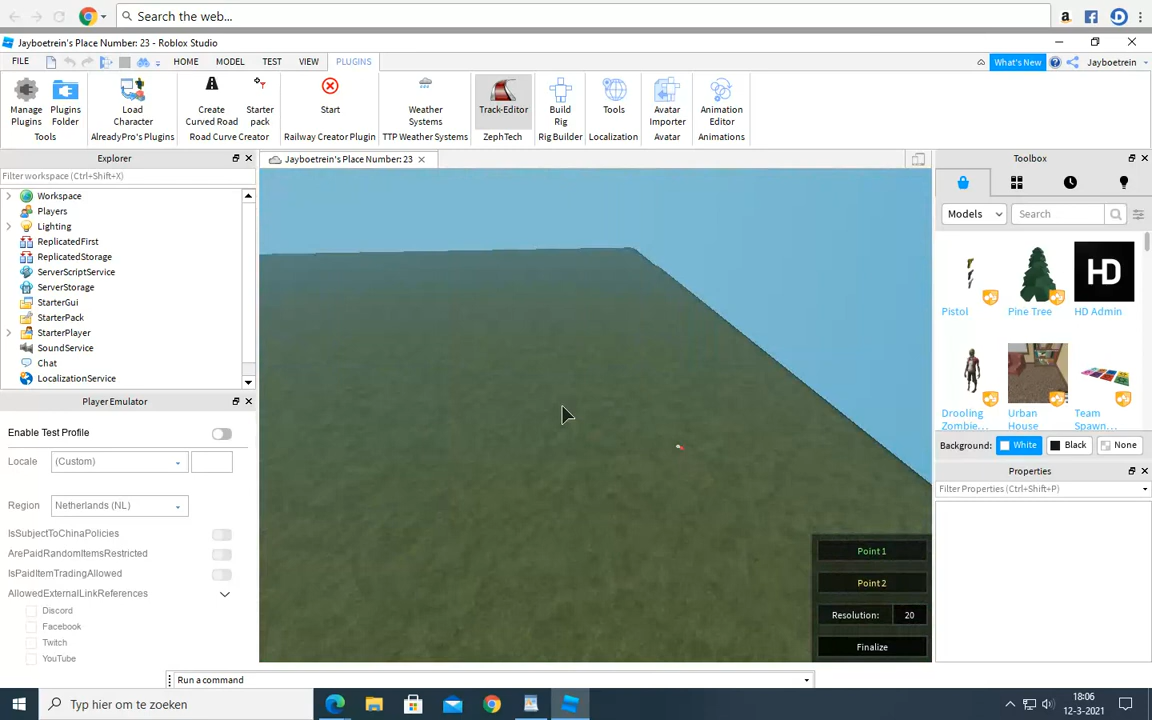 Search the web...
Jayboetrein's Place Number: 23 - Roblox Studio
FILE HOME MODEL TEST VIEW PLUGINS What's New Jayboetrein
Manage Plugins
Plugins Folder
Tools
Load Character
AlreadyPro's Plugins
Create Curved Road
Starter pack
Road Curve Creator
Start
Railway Creator Plugin
Weather Systems
TTP Weather Systems
Track-Editor
ZephTech
Build Rig
Rig Builder
Tools
Localization
Avatar Importer
Avatar
Animation Editor
Animations
Explorer
Filter workspace (Ctrl+Shift+X)
Workspace
Players
Lighting
ReplicatedFirst
ReplicatedStorage
ServerScriptService
ServerStorage
StarterGui
StarterPack
StarterPlayer
SoundService
Chat
LocalizationService
Player Emulator
Enable Test Profile
Locale (Custom)
Region Netherlands (NL)
IsSubjectToChinaPolicies
ArePaidRandomItemsRestricted
IsPaidItemTradingAllowed
AllowedExternalLinkReferences
Discord
Facebook
Twitch
YouTube
Jayboetrein's Place Number: 23
Point 1
Point 2
Resolution: 20
Finalize
Run a command
Toolbox
Models Search
Pistol
Pine Tree
HD
HD Admin
Drooling Zombie...
Urban House
Team Spawn...
Background: White Black None
Properties
Filter Properties (Ctrl+Shift+P)
Typ hier om te zoeken
18:06
12-3-2021